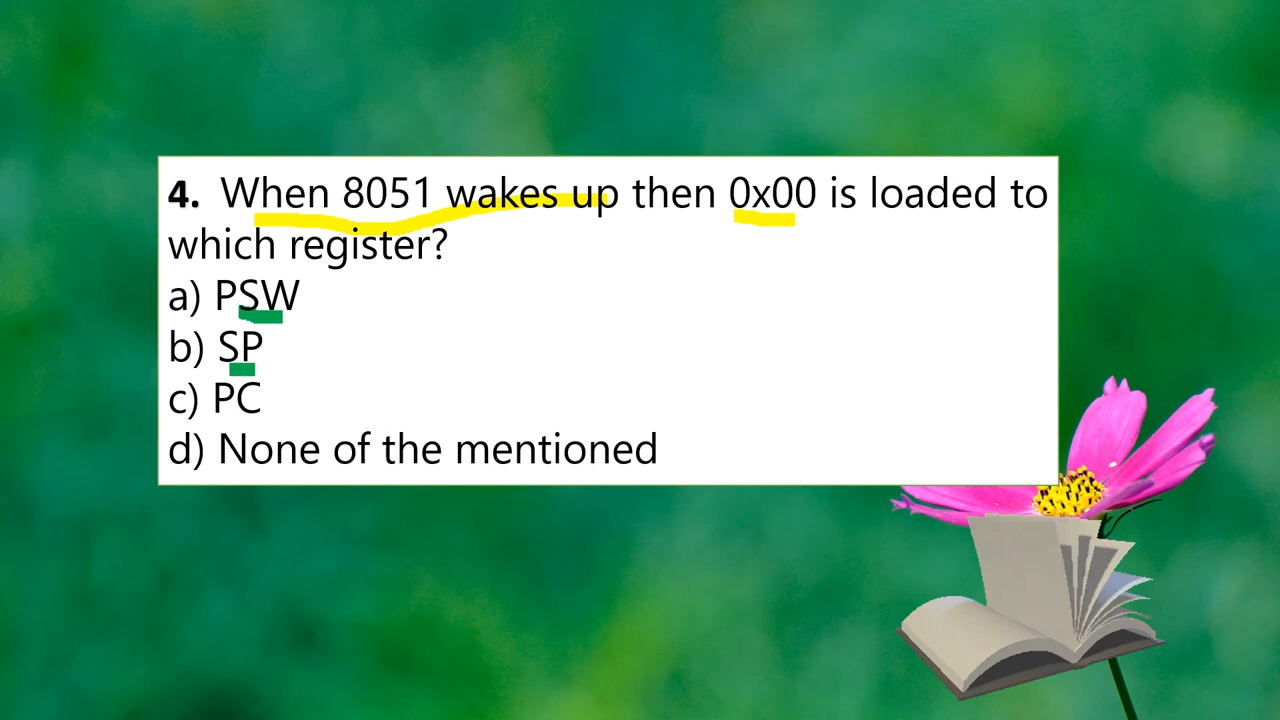 4. When 8051 wakes up then 0x00 is loaded to
which register?
a) PSW
b) SP
c) PC
d) None of the mentioned